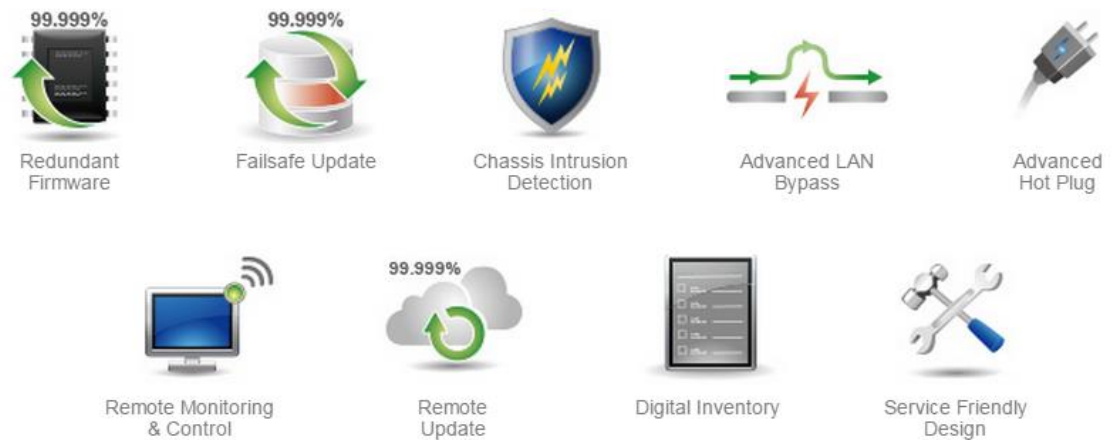 99.999%
99.999%
Redundant
Firmware
Failsafe Update
Chassis Intrusion
Detection
Advanced LAN
Bypass
Advanced
Hot Plug
99.999%
Remote Monitoring
& Control
Remote
Update
Digital Inventory
Service Friendly
Design